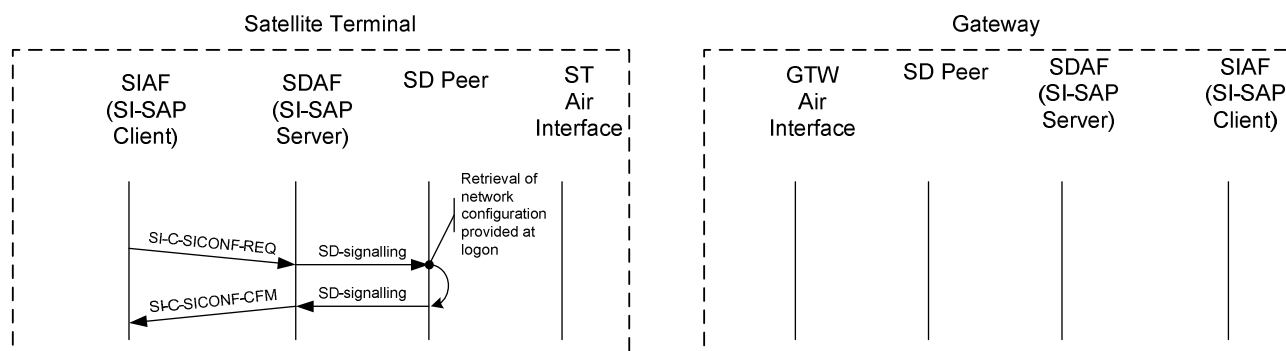 Satellite Terminal
Gateway
SIAF
(SI-SAP
Client)
SDAF
(SI-SAP
Server)
SD Peer
ST
Air
Interface
GTW
Air
Interface
SD Peer
SDAF
(SI-SAP
Server)
SIAF
(SI-SAP
Client)
Retrieval of
network
configuration
provided at
logon
SI-C-SICONF-REQ
SD-signalling
SI-C-SICONF-CFM
SD-signalling